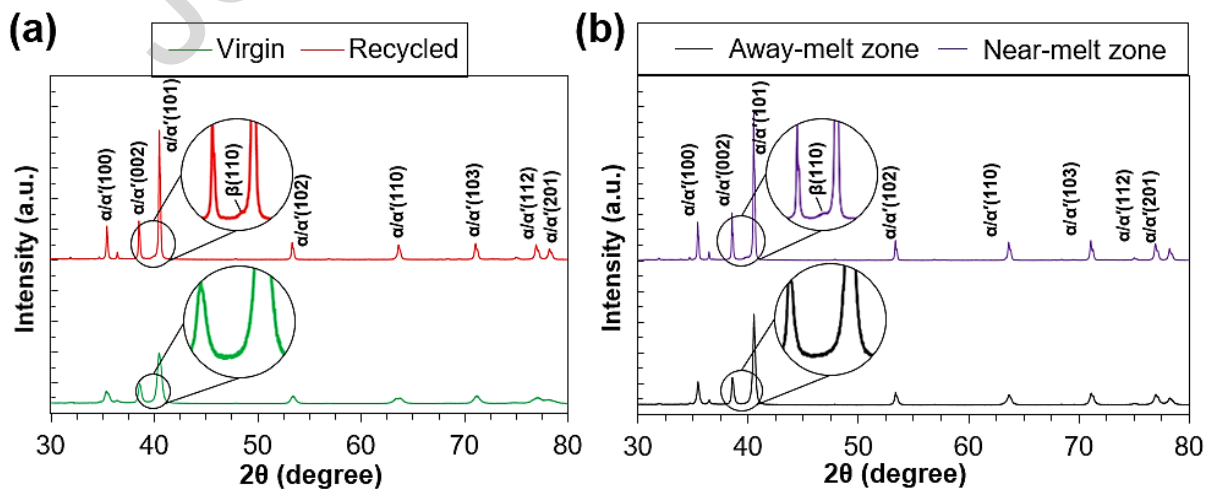 (a)
Virgin Recycled
Intensity (a.u.)
α/α′(100)
α/α′(002)
α/α′(101)
β(110)
α/α′(102)
α/α′(110)
α/α′(103)
α/α′(112)
α/α′(201)
30 40 50 60 70 80
2θ (degree)
(b)
Away-melt zone Near-melt zone
Intensity (a.u.)
α/α′(100)
α/α′(002)
α/α′(101)
β(110)
α/α′(102)
α/α′(110)
α/α′(103)
α/α′(112)
α/α′(201)
30 40 50 60 70 80
2θ (degree)